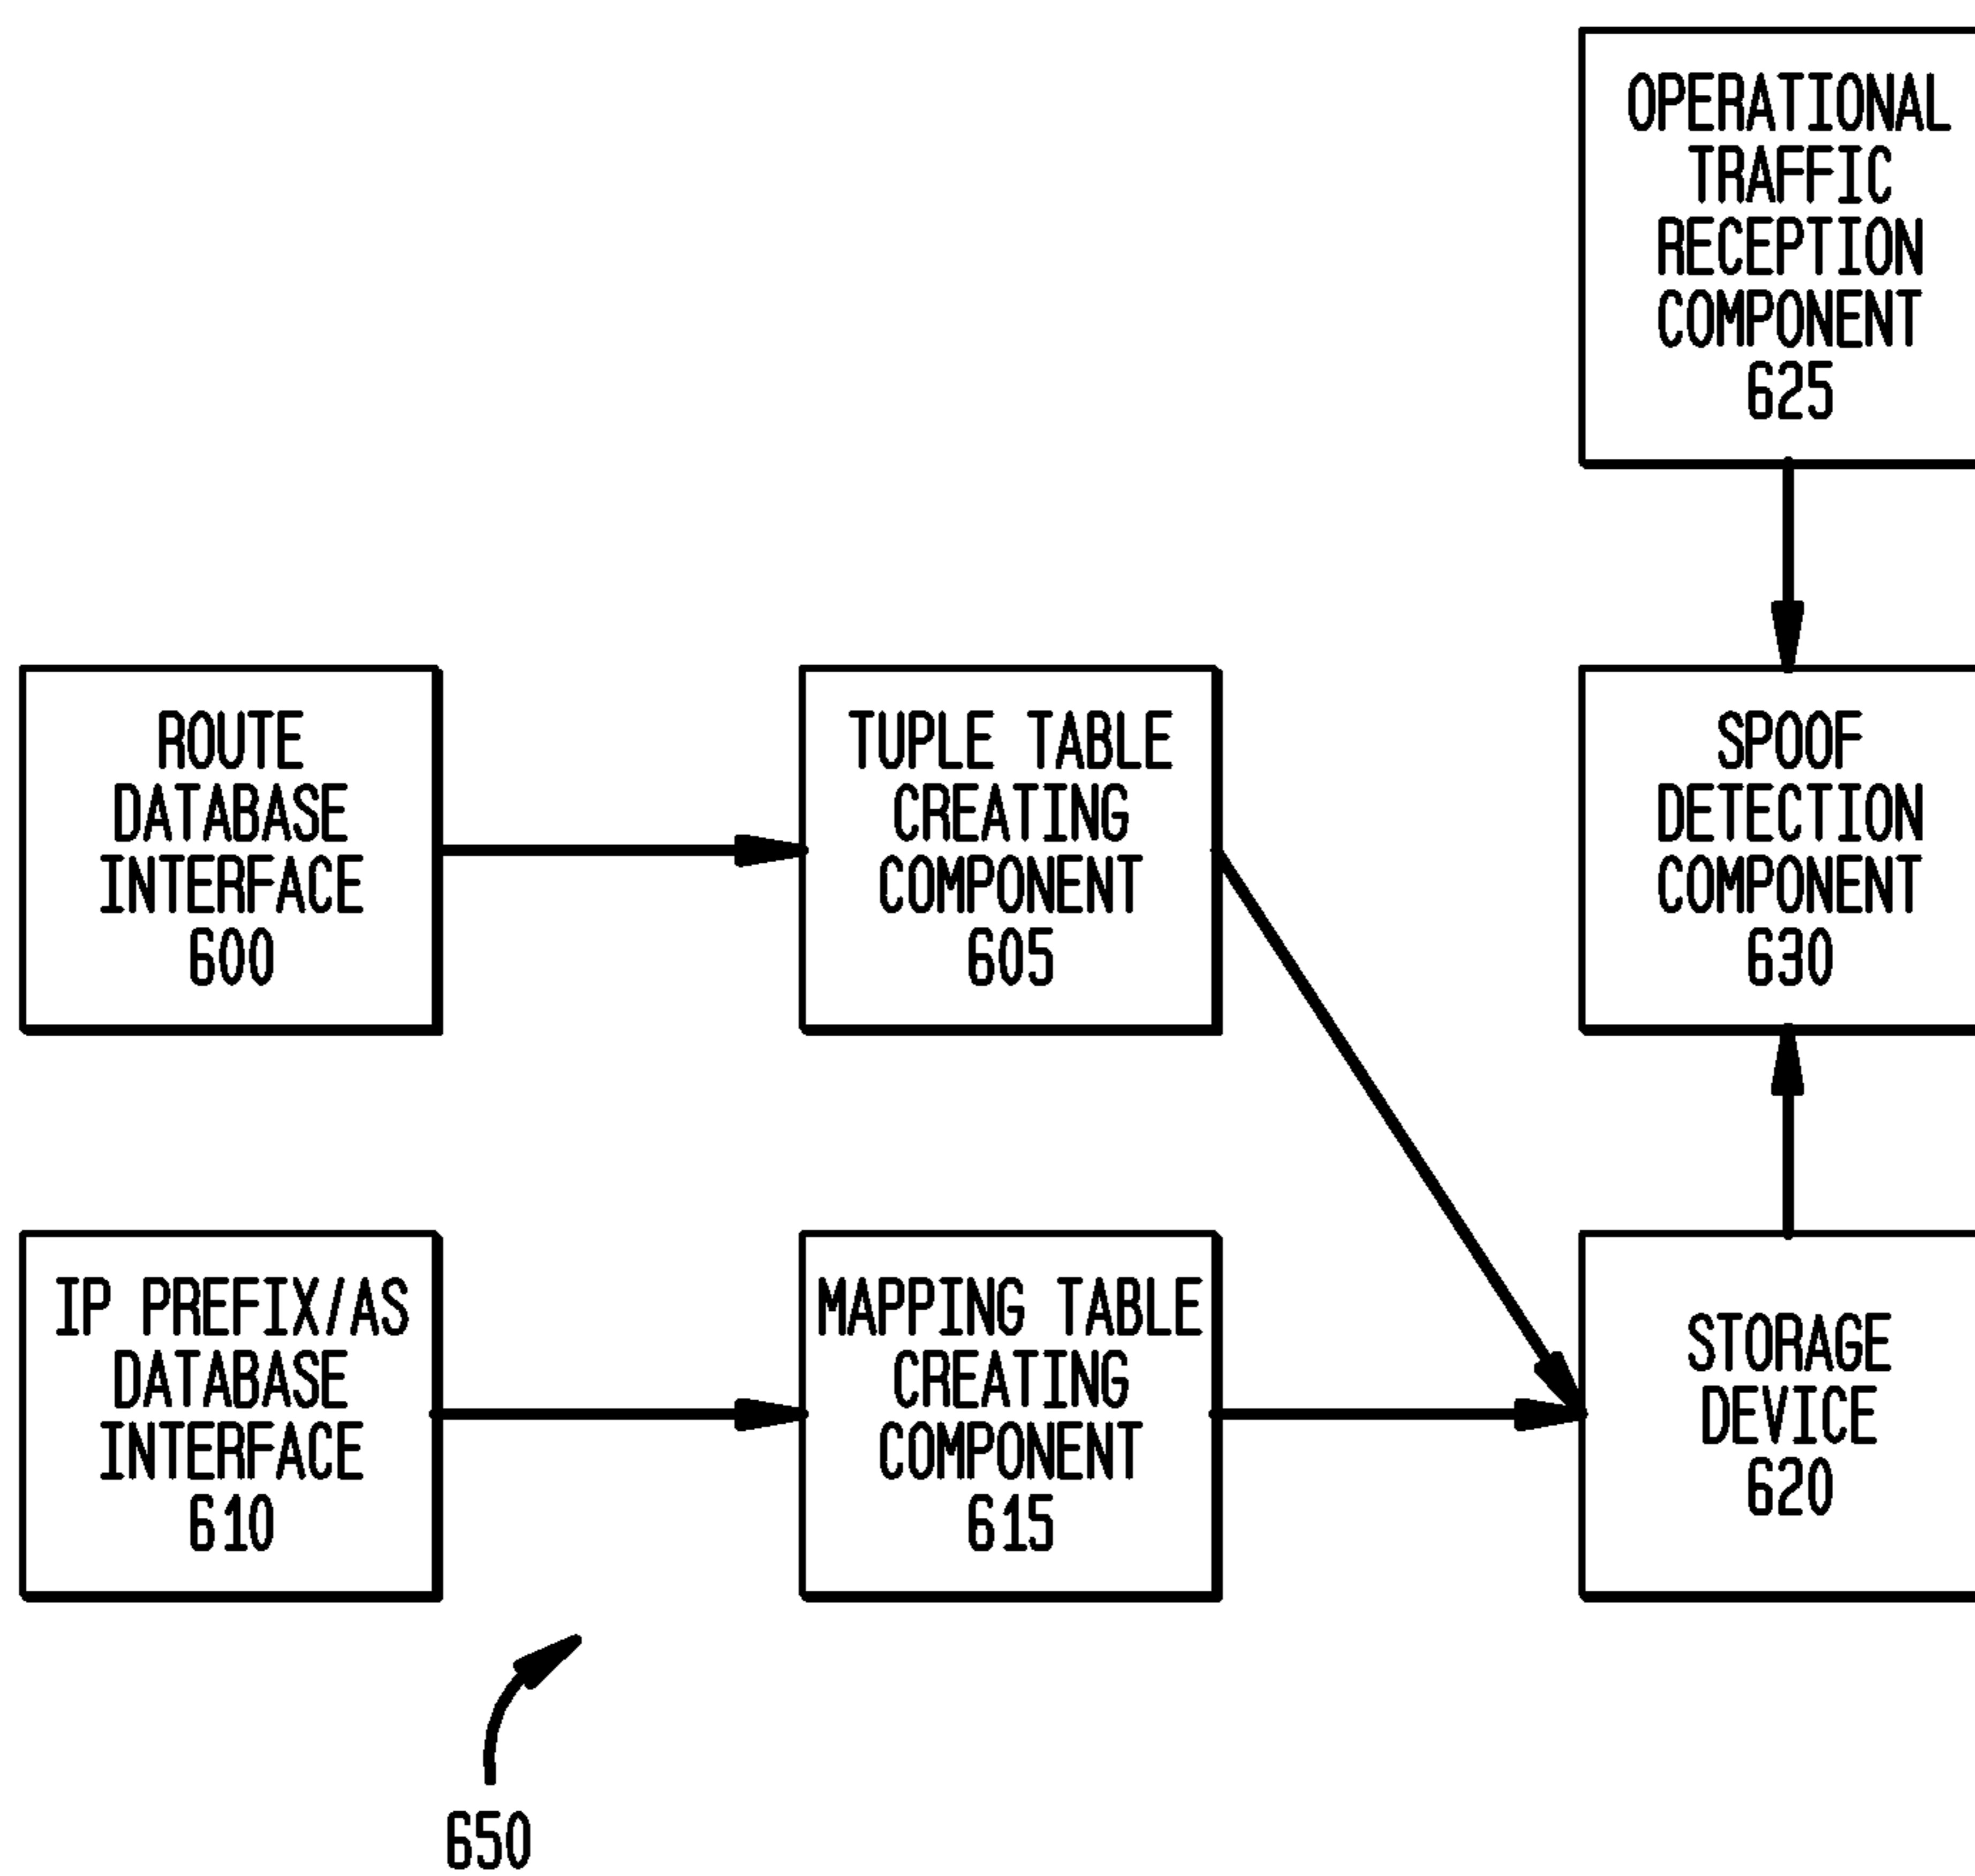 OPERATIONAL
TRAFFIC
RECEPTION
COMPONENT
625
ROUTE
DATABASE
INTERFACE
600
TUPLE TABLE
CREATING
COMPONENT
605
SPOOF
DETECTION
COMPONENT
630
IP PREFIX/AS
DATABASE
INTERFACE
610
MAPPING TABLE
CREATING
COMPONENT
615
STORAGE
DEVICE
620
650